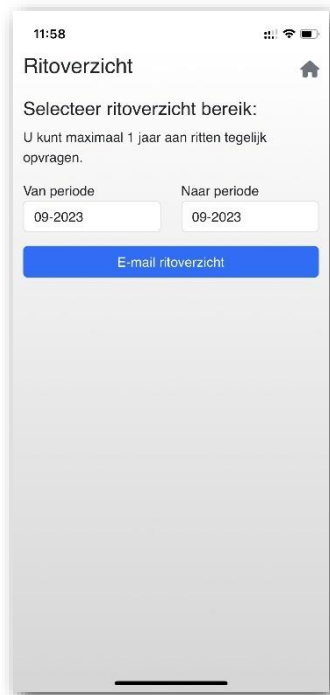 11:58
Ritoverzicht
Selecteer ritoverzicht bereik:
U kunt maximaal 1 jaar aan ritten tegelijk
opvragen.
Van periode Naar periode
09-2023 09-2023
E-mail ritoverzicht